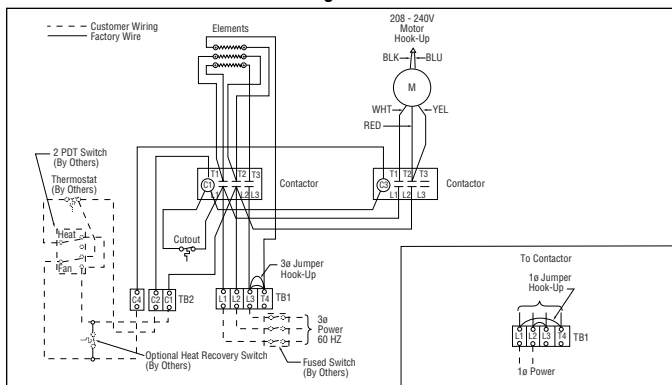 Customer Wiring
Factory Wire
Elements
208 - 240V
Motor
Hook-Up
BLK
BLU
M
WHT
YEL
RED
2 PDT Switch
(By Others)
Thermostat
(By Others)
T1
T2
T3
C1
L1
L2
L3
Contactor
T1
T2
T3
C3
L1
L2
L3
Contactor
Heat
Fan
Cutout
3ø Jumper
Hook-Up
C4
C2
C1
TB2
L1
L2
L3
T4
TB1
3ø
Power
60 HZ
Optional Heat Recovery Switch
(By Others)
Fused Switch
(By Others)
To Contactor
1ø Jumper
Hook-Up
L1
L2
L3
T4
TB1
1ø Power